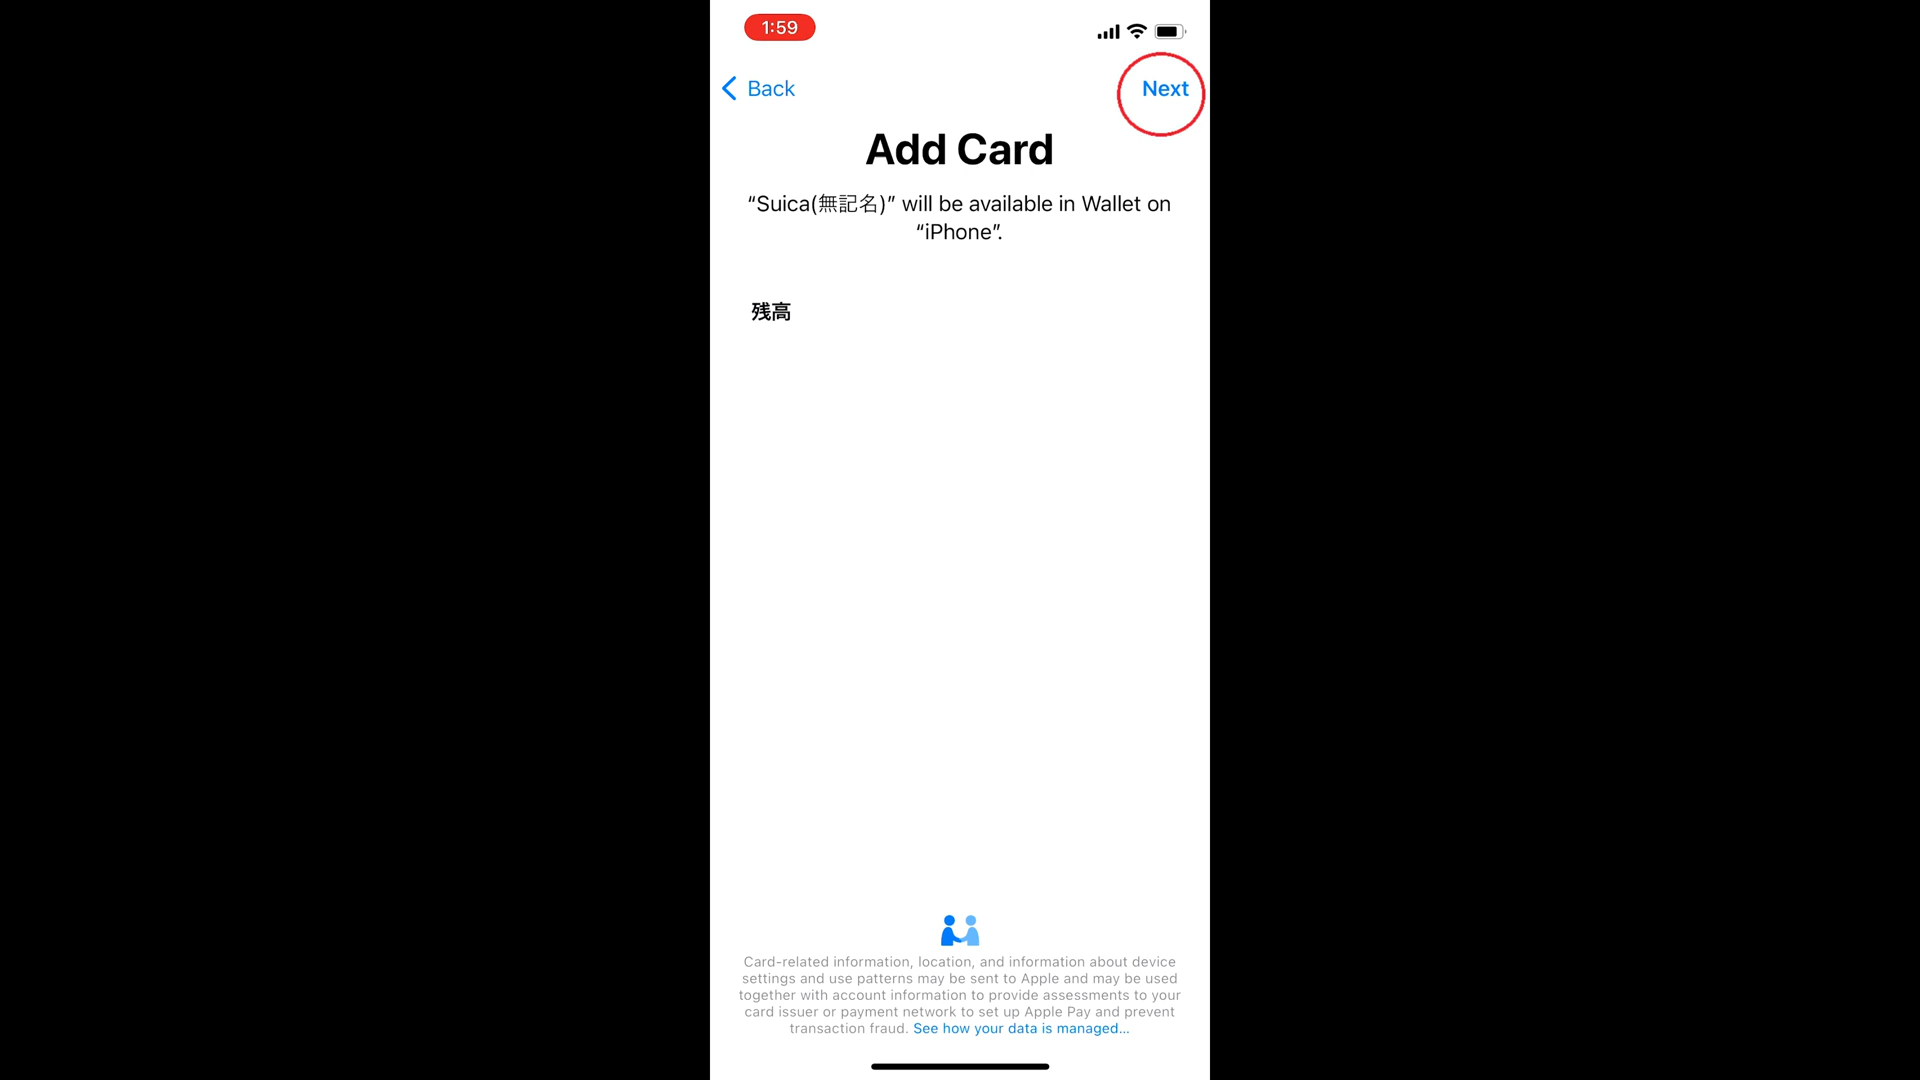 1:59
Back
Next
Add Card
“Suica(無記名)” will be available in Wallet on
“iPhone”.
残高
Card-related information, location, and information about device
settings and use patterns may be sent to Apple and may be used
together with account information to provide assessments to your
card issuer or payment network to set up Apple Pay and prevent
transaction fraud. See how your data is managed...